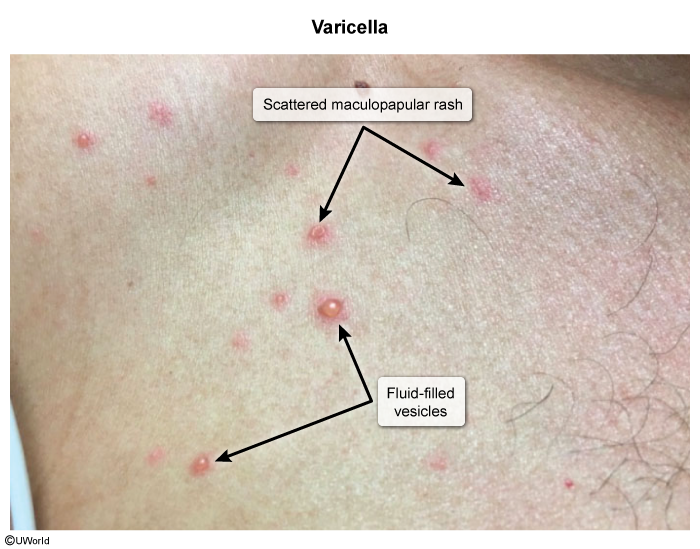 Varicella
Scattered maculopapular rash
Fluid-filled
vesicles
©UWorld